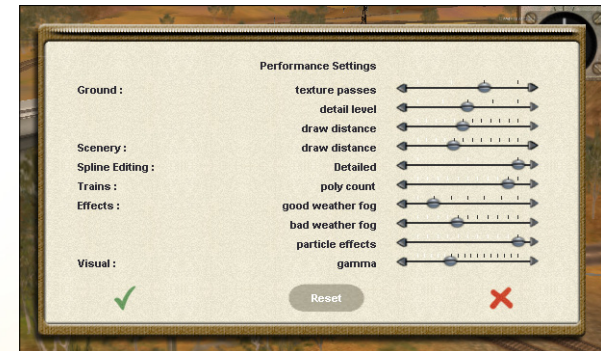 Performance Settings
Ground : texture passes
detail level
draw distance
Scenery : draw distance
Spline Editing : Detailed
Trains : poly count
Effects : good weather fog
bad weather fog
particle effects
Visual : gamma
Reset